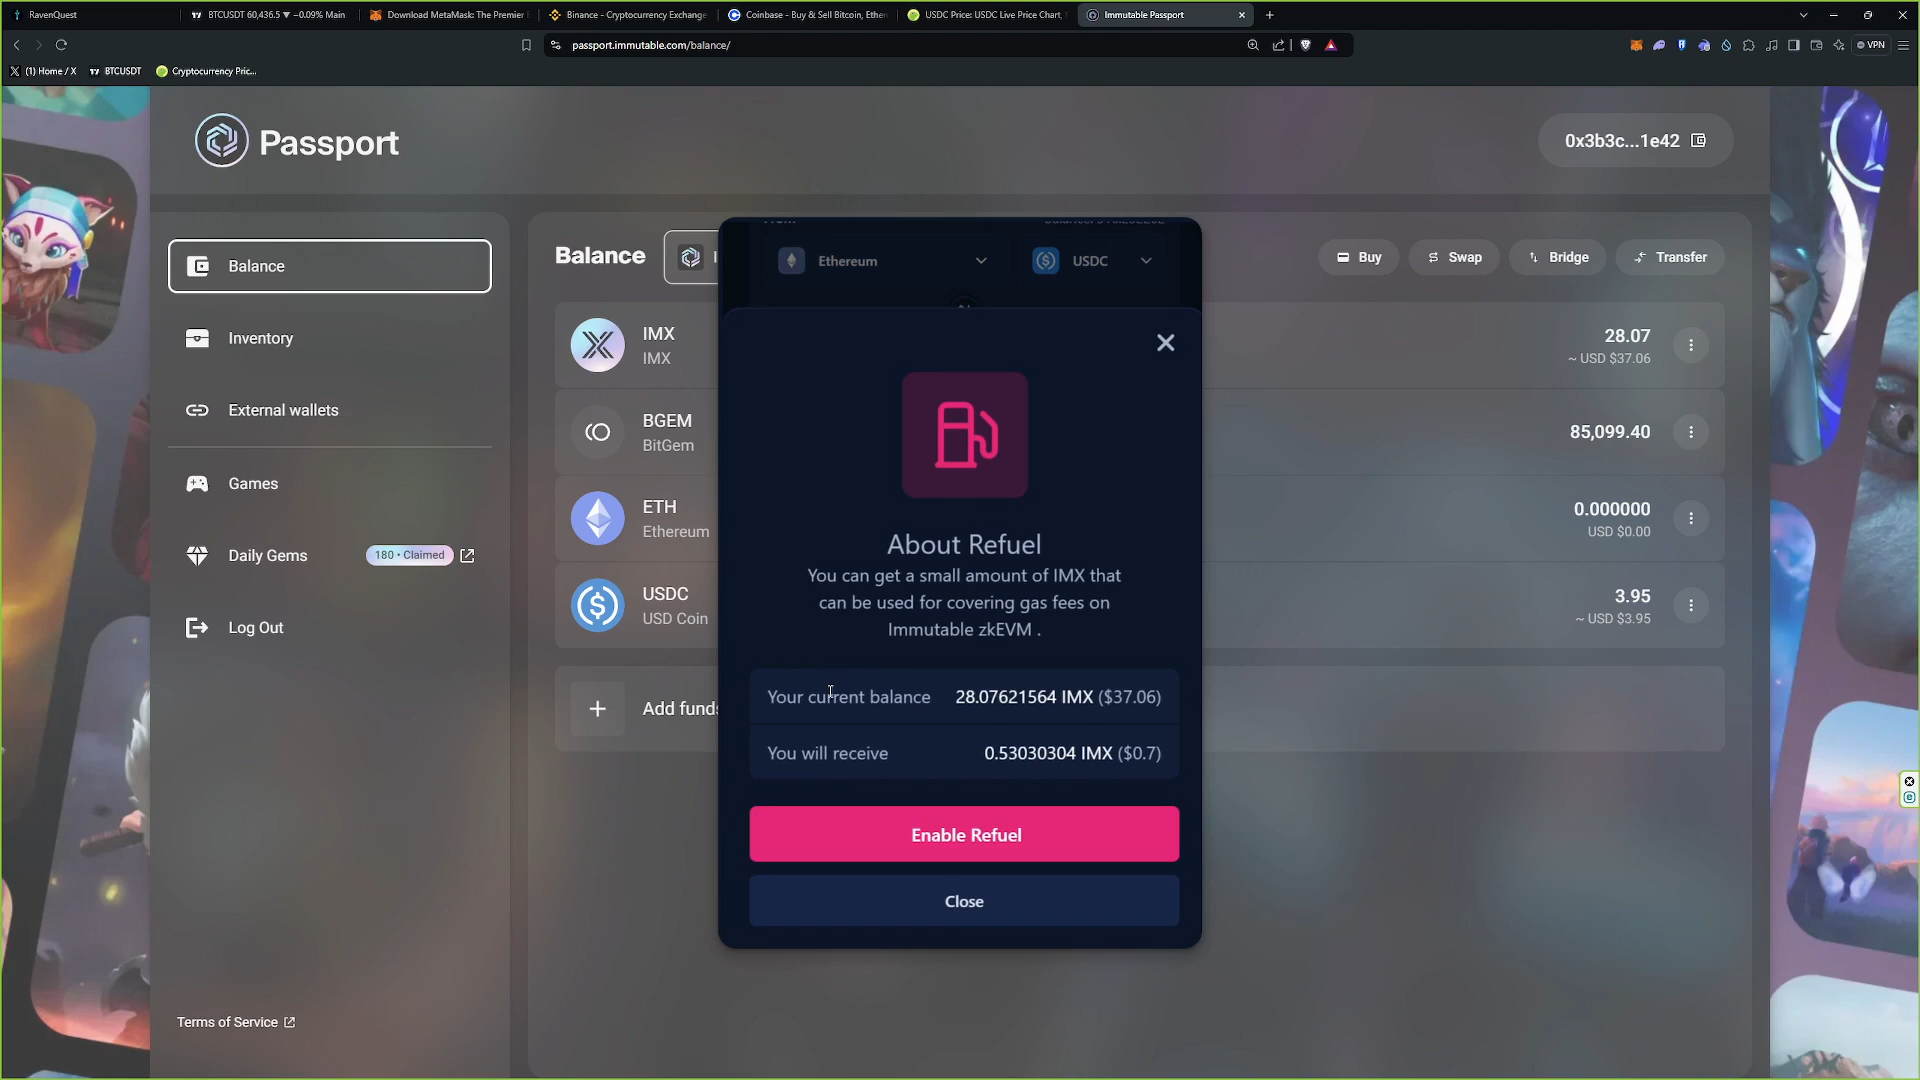 RavenQuest
BTCUSDT 60,436.5 ▼ −0.09% Main
Download MetaMask: The Premier
Binance - Cryptocurrency Exchange
Coinbase - Buy & Sell Bitcoin, Ether
USDC Price: USDC Live Price Chart,
Immutable Passport
passport.immutable.com/balance/
VPN
(1) Home / X
BTCUSDT
Cryptocurrency Pric...
Passport
0x3b3c...1e42
Balance
Inventory
External wallets
Games
Daily Gems
180 • Claimed
Log Out
Terms of Service
Balance
Buy
Swap
Bridge
Transfer
IMX
IMX
28.07
~ USD $37.06
BGEM
BitGem
85,099.40
ETH
Ethereum
0.000000
USD $0.00
USDC
USD Coin
3.95
~ USD $3.95
Add funds
Ethereum
USDC
About Refuel
You can get a small amount of IMX that
can be used for covering gas fees on
Immutable zkEVM .
Your current balance 28.07621564 IMX ($37.06)
You will receive 0.53030304 IMX ($0.7)
Enable Refuel
Close